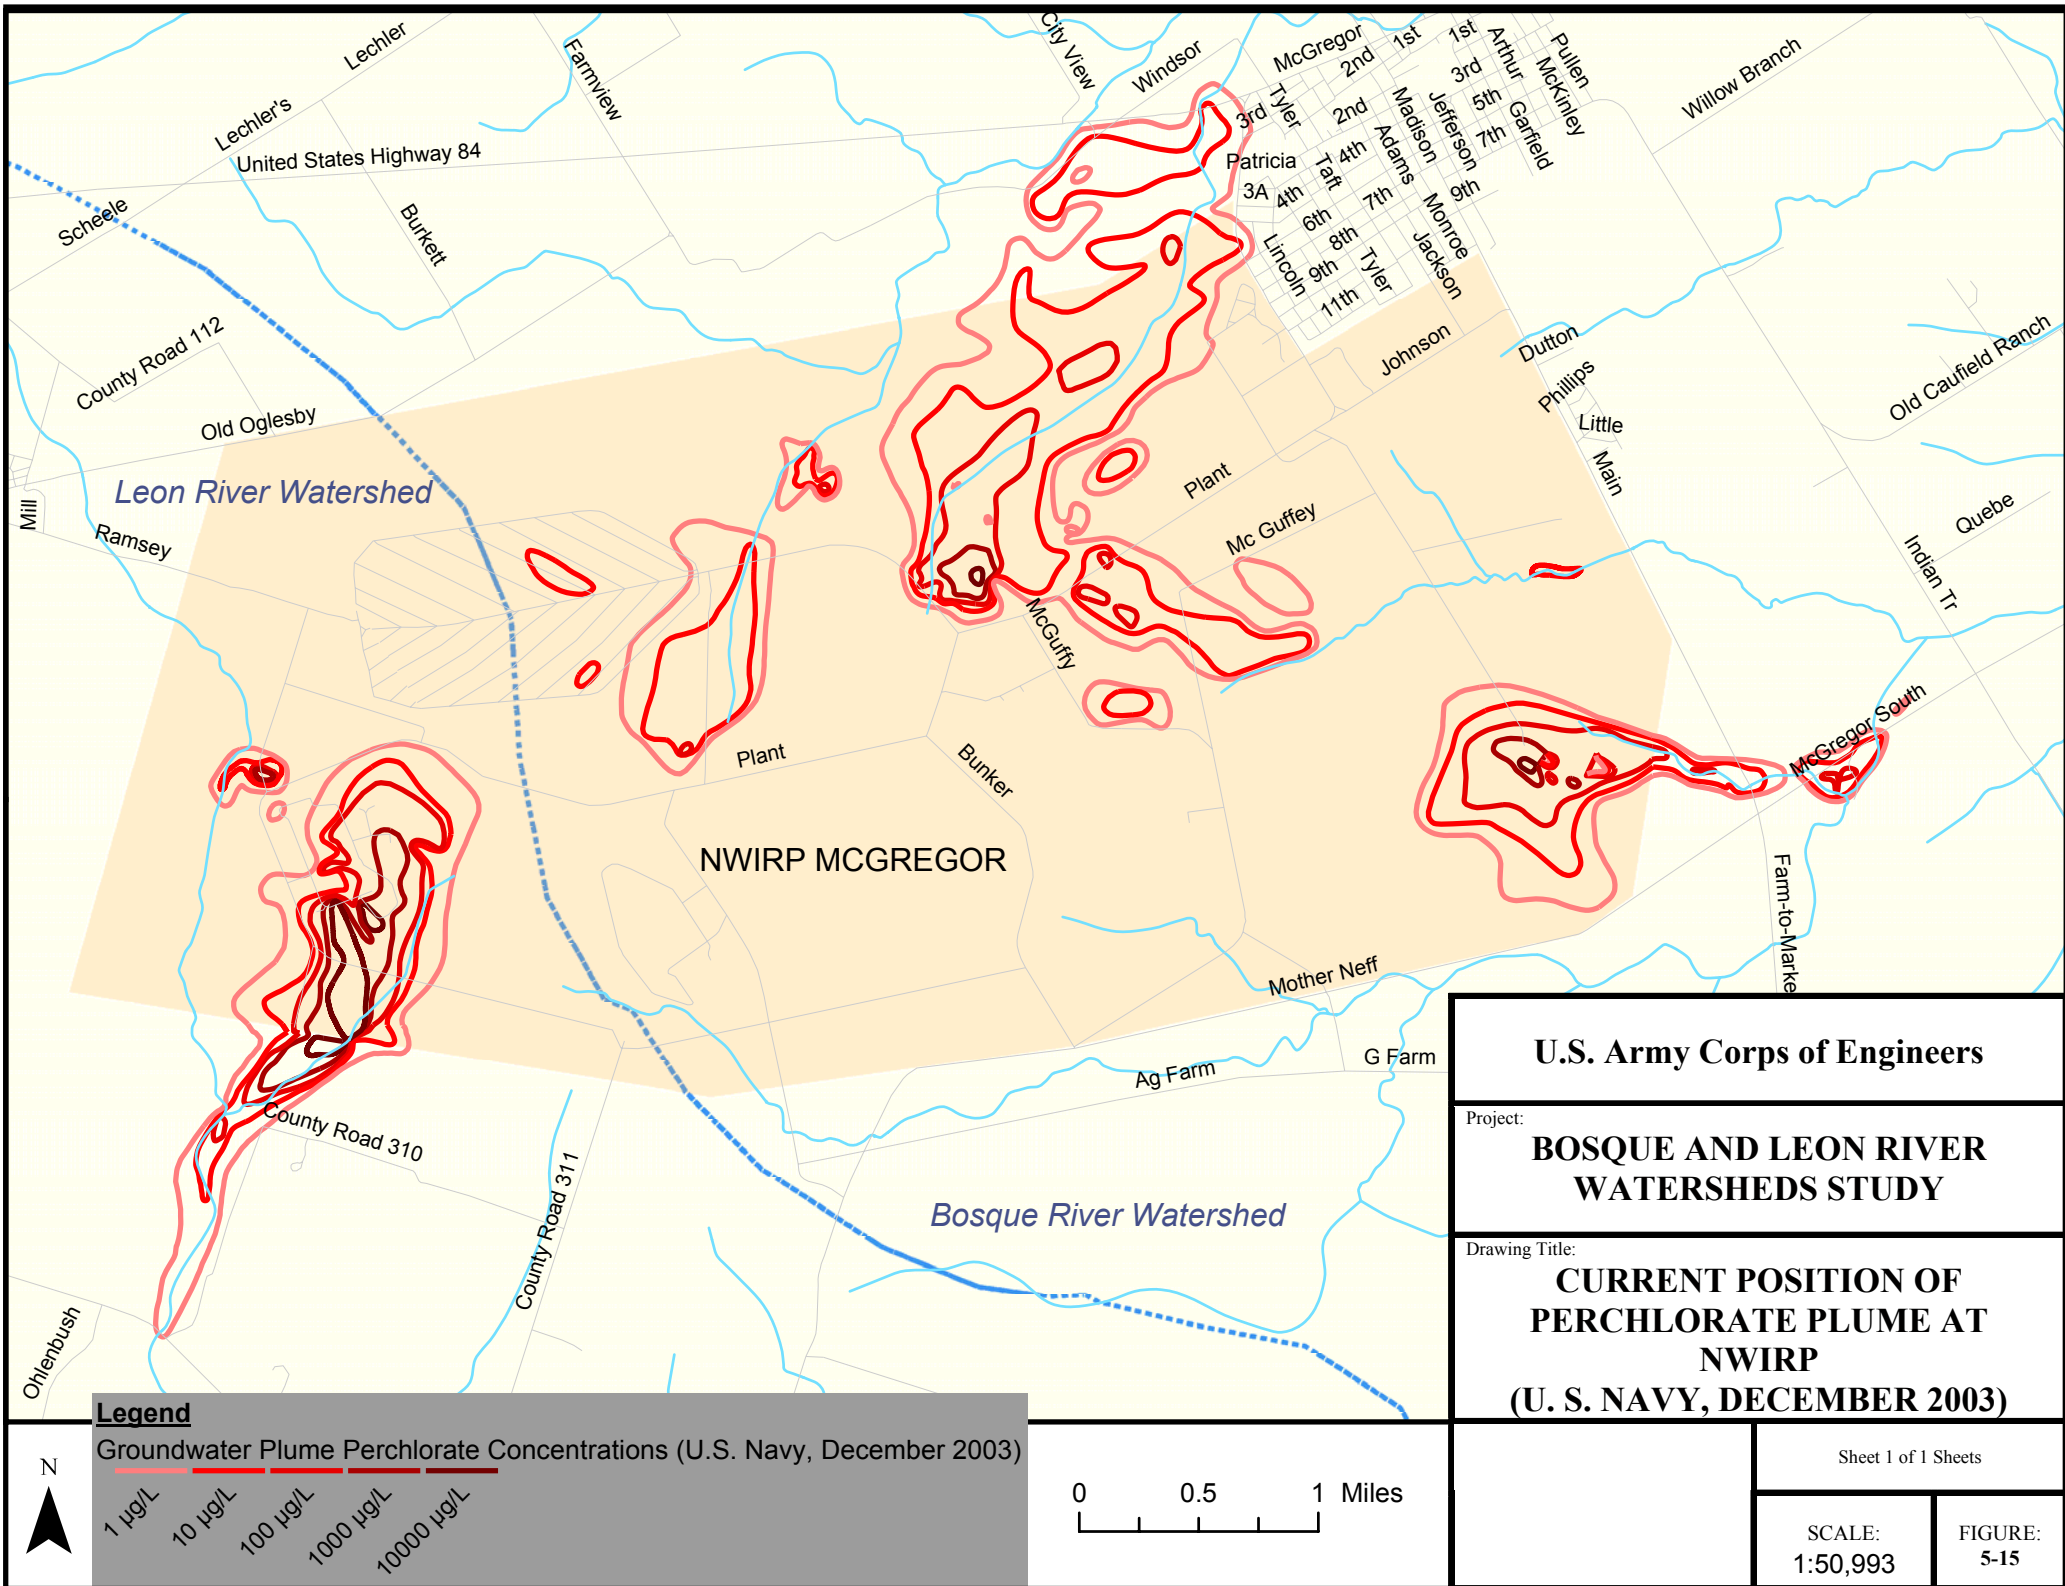 Lechler
Farmview
City View
Windsor
McGregor
1st
1st
Arthur
Pullen
McKinley
Willow Branch
2nd
3rd
Lechler's
United States Highway 84
3rd
Tyler
2nd
Madison
Jefferson
5th
Garfield
7th
Patricia
Taft
4th
Adams
3A
4th
7th
9th
Scheele
Burkett
6th
Monroe
8th
Jackson
Lincoln
9th
Tyler
11th
County Road 112
Johnson
Dutton
Phillips
Old Caufield Ranch
Old Oglesby
Little
Main
Leon River Watershed
Mill
Ramsey
Plant
Mc Guffey
Quebe
Indian Tr
McGuffy
McGregor South
Plant
Bunker
NWIRP MCGREGOR
Farm-to-Marke
Mother Neff
Ag Farm
G Farm
County Road 310
County Road 311
Bosque River Watershed
Ohlenbush
U.S. Army Corps of Engineers
Project:
BOSQUE AND LEON RIVER
WATERSHEDS STUDY
Drawing Title:
CURRENT POSITION OF
PERCHLORATE PLUME AT
NWIRP
(U. S. NAVY, DECEMBER 2003)
Legend
Groundwater Plume Perchlorate Concentrations (U.S. Navy, December 2003)
1 µg/L
10 µg/L
100 µg/L
1000 µg/L
10000 µg/L
N
0 0.5 1 Miles
Sheet 1 of 1 Sheets
SCALE:
1:50,993
FIGURE:
5-15